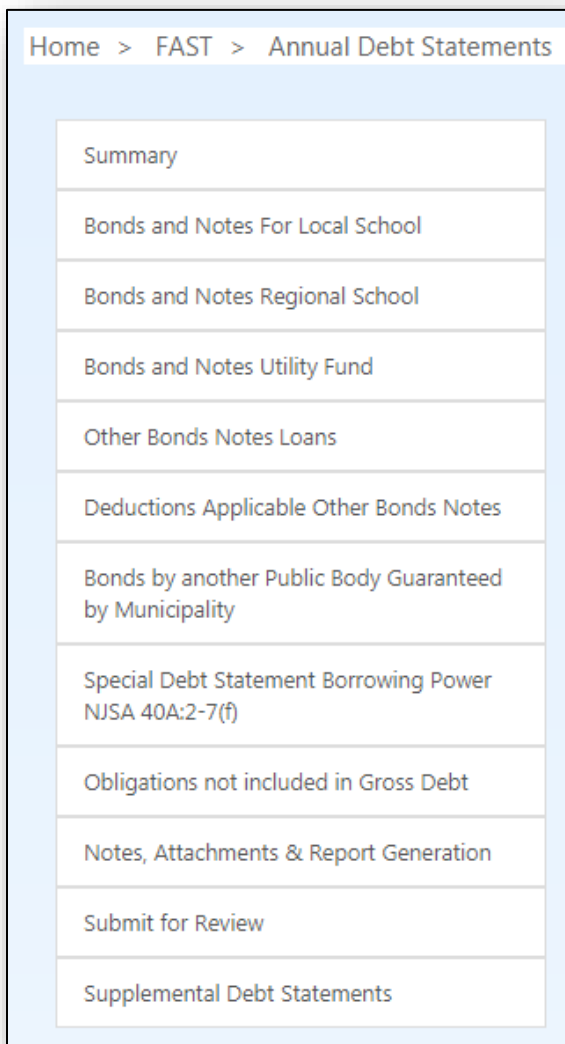 Home > FAST > Annual Debt Statements
Summary
Bonds and Notes For Local School
Bonds and Notes Regional School
Bonds and Notes Utility Fund
Other Bonds Notes Loans
Deductions Applicable Other Bonds Notes
Bonds by another Public Body Guaranteed
by Municipality
Special Debt Statement Borrowing Power
NJSA 40A:2-7(f)
Obligations not included in Gross Debt
Notes, Attachments & Report Generation
Submit for Review
Supplemental Debt Statements